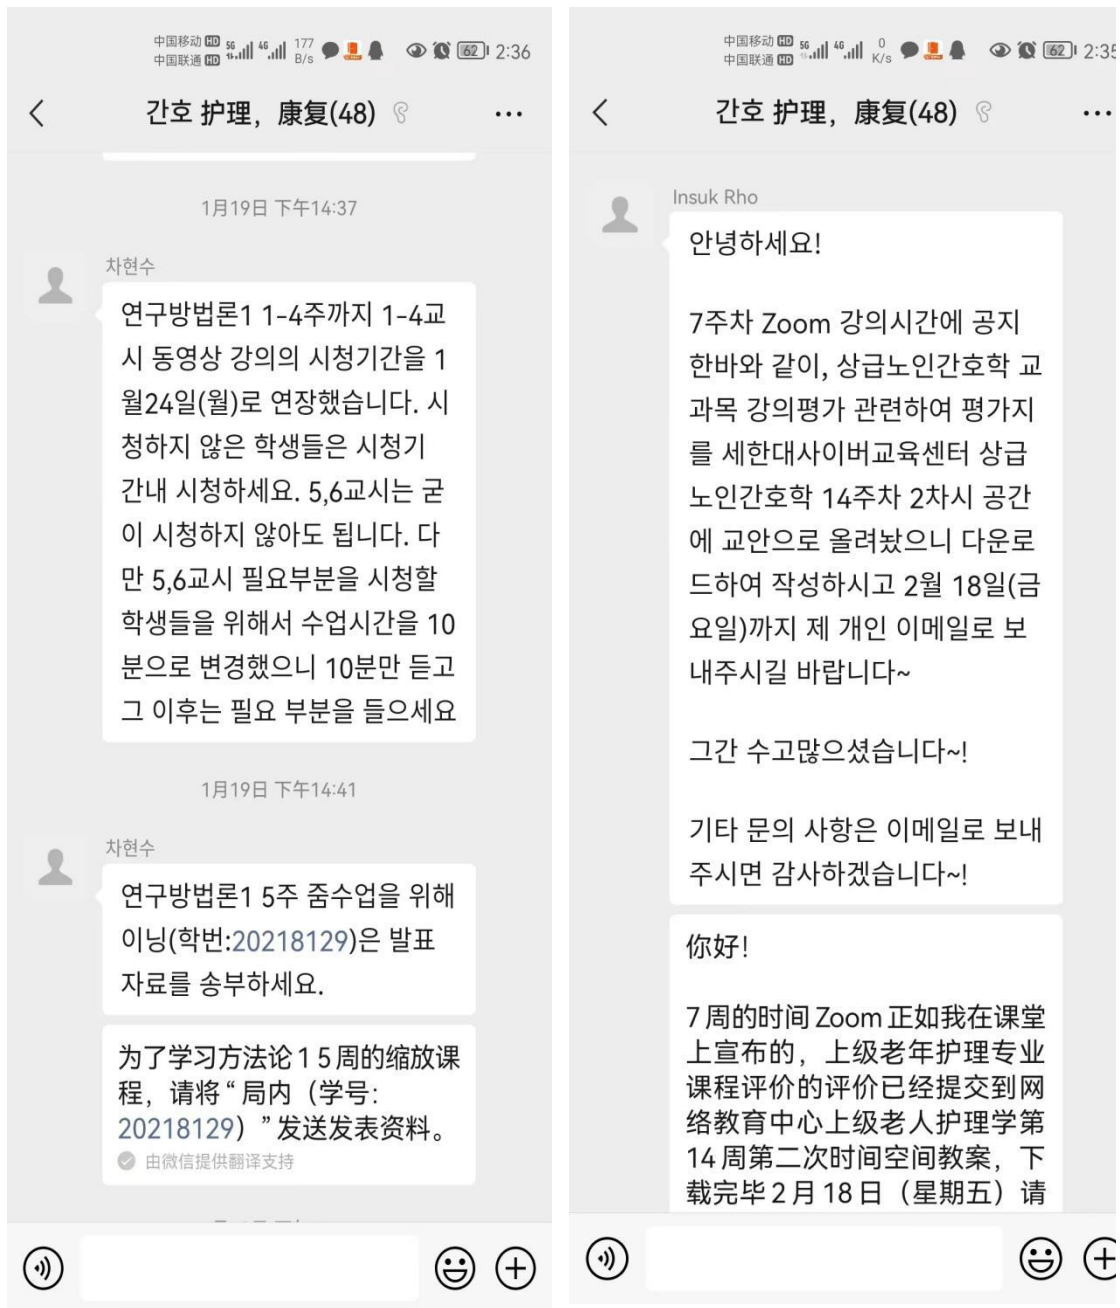 中国移动 HD 5G 4G 177 62 2:36
中国联通 HD B/s
간호 护理，康复(48)
1月19日 下午14:37
차현수
연구방법론1 1-4주까지 1-4교
시 동영상 강의의 시청기간을 1
월24일(월)로 연장했습니다. 시
청하지 않은 학생들은 시청기
간내 시청하세요. 5,6교시는 굳
이 시청하지 않아도 됩니다. 다
만 5,6교시 필요부분을 시청할
학생들을 위해서 수업시간을 10
분으로 변경했으니 10분만 듣고
그 이후는 필요 부분을 들으세요
1月19日 下午14:41
차현수
연구방법론1 5주 줌수업을 위해
이닝(학번:20218129)은 발표
자료를 송부하세요.
为了学习方法论 1 5 周的缩放课
程，请将“局内（学号：
20218129）”发送发表资料。
由微信提供翻译支持
中国移动 HD 5G 4G 0 62 2:35
中国联通 HD K/s
간호 护理，康复(48)
Insuk Rho
안녕하세요!
7주차 Zoom 강의시간에 공지
한바와 같이, 상급노인간호학 교
과목 강의평가 관련하여 평가지
를 세한대사이버교육센터 상급
노인간호학 14주차 2차시 공간
에 교안으로 올려놨으니 다운로
드하여 작성하시고 2월 18일(금
요일)까지 제 개인 이메일로 보
내주시길 바랍니다~
그간 수고많으셨습니다~!
기타 문의 사항은 이메일로 보내
주시면 감사하겠습니다~!
你好！
7 周的时间 Zoom 正如我在课堂
上宣布的，上级老年护理专业
课程评价的评价已经提交到网
络教育中心上级老人护理学第
14 周第二次时间空间教案，下
载完毕 2 月 18 日（星期五）请